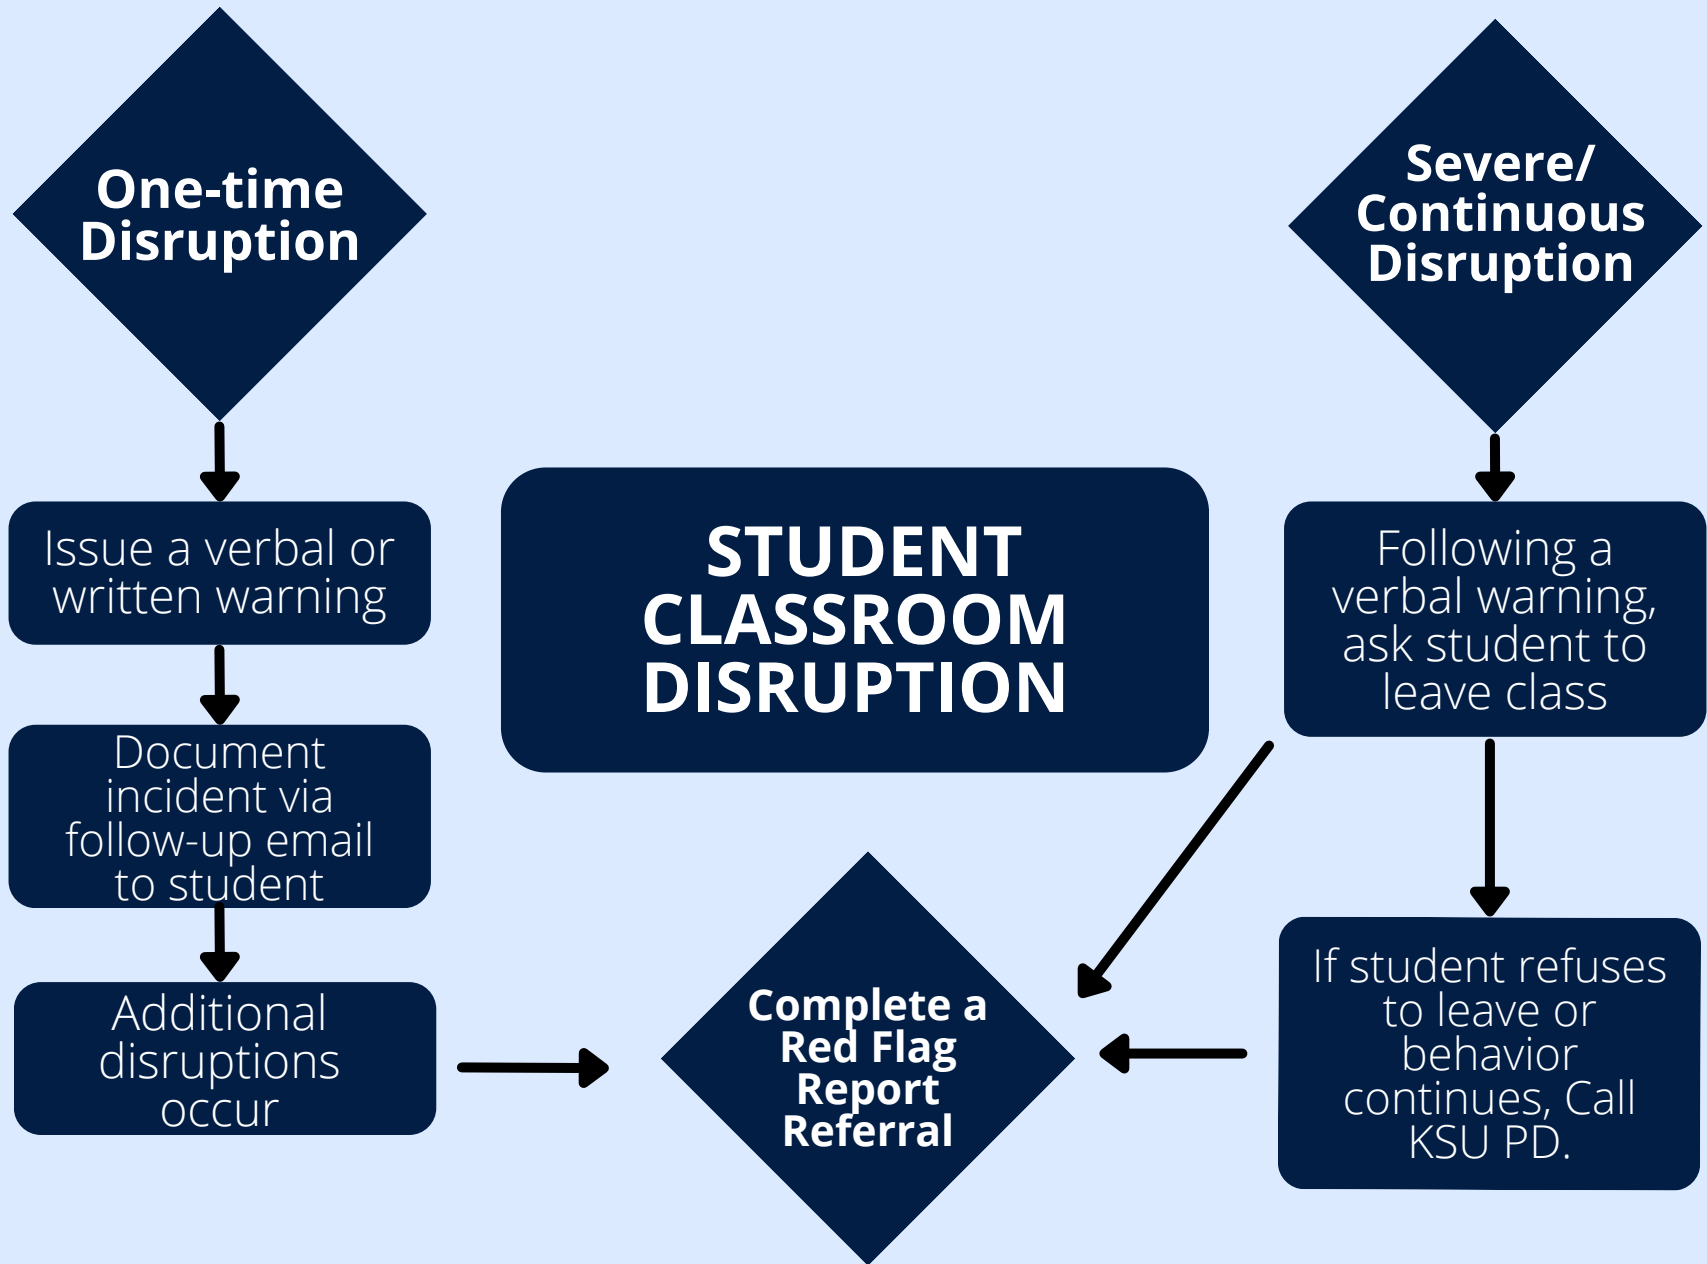 One-time
Disruption
Issue a verbal or
written warning
Document
incident via
follow-up email
to student
Additional
disruptions
occur
STUDENT
CLASSROOM
DISRUPTION
Complete a
Red Flag
Report
Referral
Severe/
Continuous
Disruption
Following a
verbal warning,
ask student to
leave class
If student refuses
to leave or
behavior
continues, Call
KSU PD.